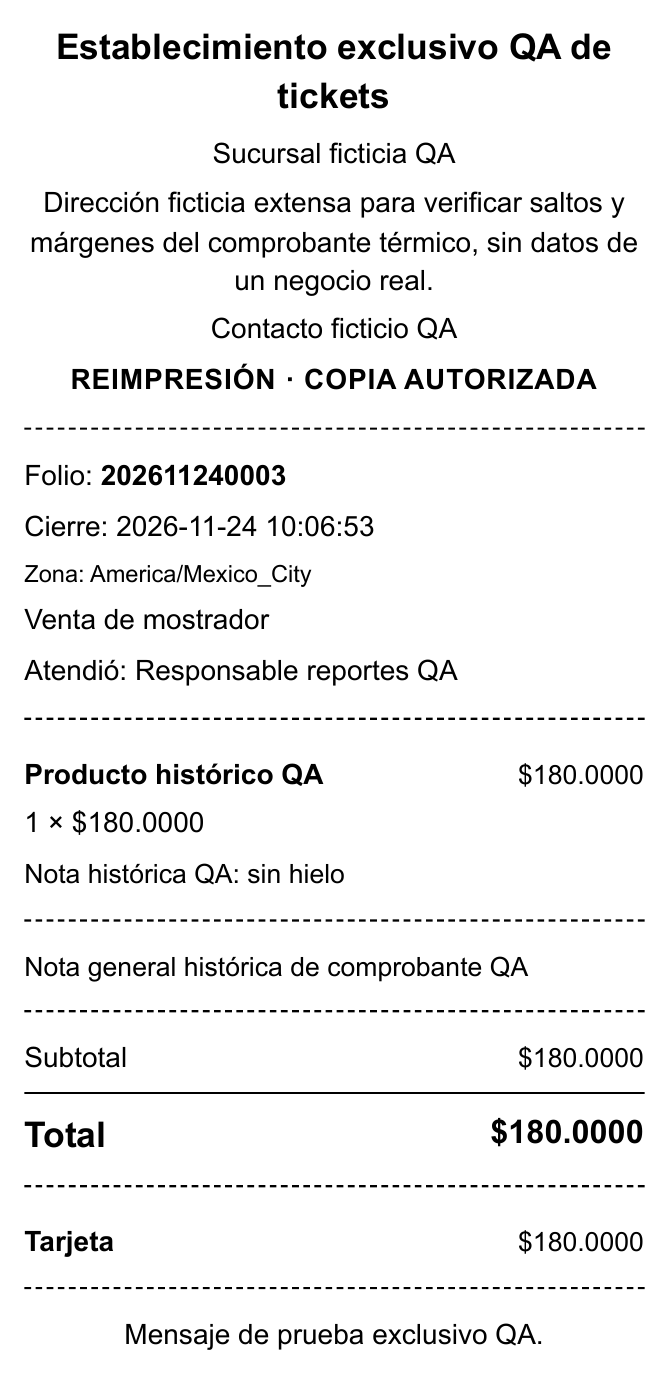 Establecimiento exclusivo QA de
tickets
Sucursal ficticia QA
Dirección ficticia extensa para verificar saltos y
márgenes del comprobante térmico, sin datos de
un negocio real.
Contacto ficticio QA
REIMPRESIÓN · COPIA AUTORIZADA
Folio: 202611240003
Cierre: 2026-11-24 10:06:53
Zona: America/Mexico_City
Venta de mostrador
Atendió: Responsable reportes QA
Producto histórico QA $180.0000
1 × $180.0000
Nota histórica QA: sin hielo
Nota general histórica de comprobante QA
Subtotal $180.0000
Total $180.0000
Tarjeta $180.0000
Mensaje de prueba exclusivo QA.